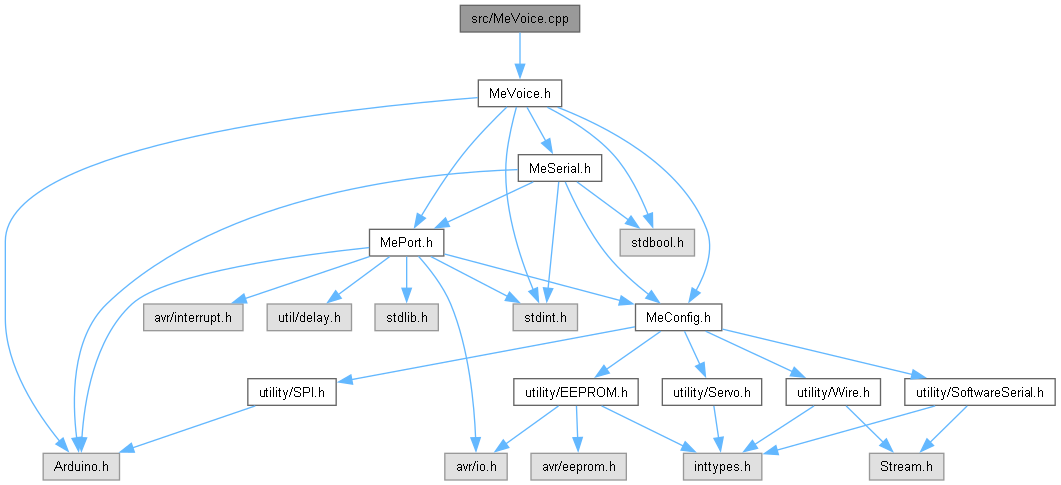 src/MeVoice.cpp
MeVoice.h
MeSerial.h
MePort.h
stdbool.h
avr/interrupt.h
util/delay.h
stdlib.h
stdint.h
MeConfig.h
utility/SPI.h
utility/EEPROM.h
utility/Servo.h
utility/Wire.h
utility/SoftwareSerial.h
Arduino.h
avr/io.h
avr/eeprom.h
inttypes.h
Stream.h